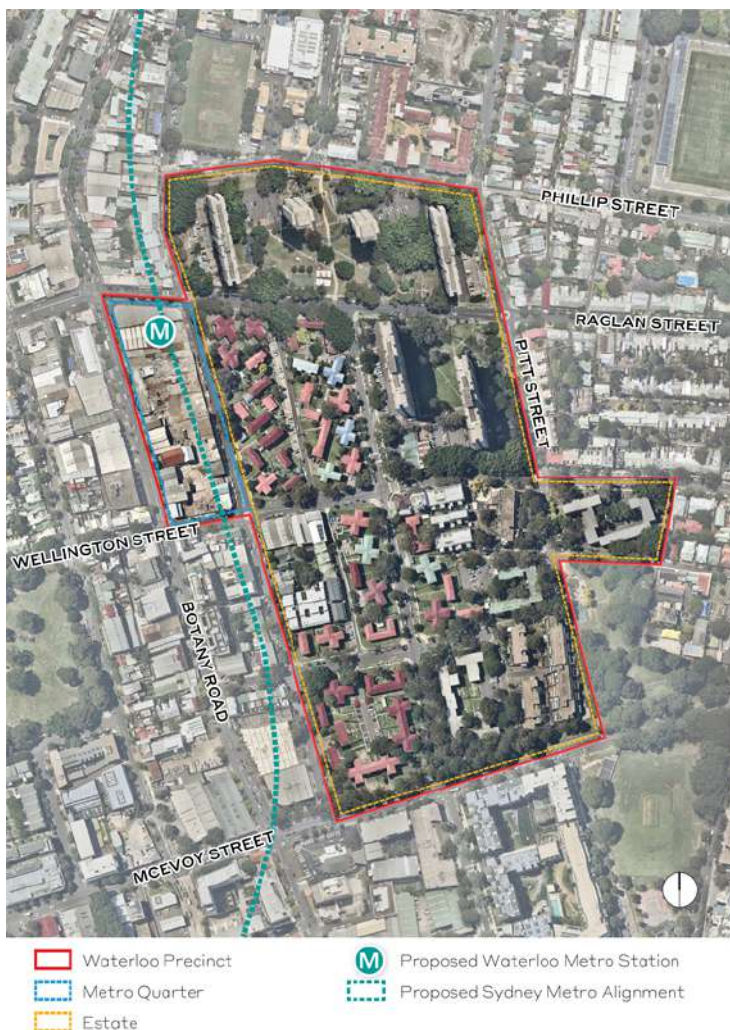 PHILLIP STREET
RAGLAN STREET
PITT STREET
M
WELLINGTON STREET
BOTANY ROAD
MCEVOY STREET
Waterloo Precinct
Metro Quarter
Estate
M Proposed Waterloo Metro Station
Proposed Sydney Metro Alignment